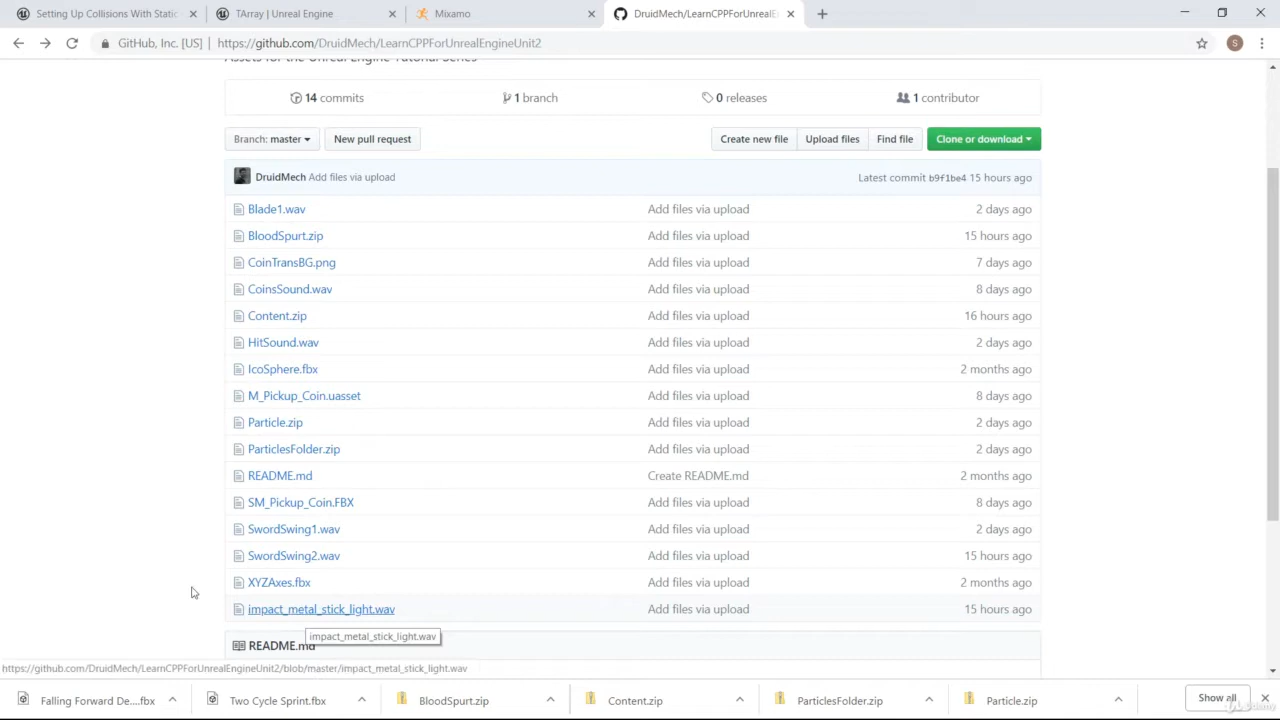 Setting Up Collisions With Static
TArray | Unreal Engine
Mixamo
DruidMech/LearnCPPForUnrealEn
GitHub, Inc. [US] | https://github.com/DruidMech/LearnCPPForUnrealEngineUnit2
S
Assets for the Unreal Engine Tutorial Series
14 commits
1 branch
0 releases
1 contributor
Branch: master
New pull request
Create new file
Upload files
Find file
Clone or download
DruidMech Add files via upload
Latest commit b9f1be4 15 hours ago
Blade1.wav Add files via upload 2 days ago
BloodSpurt.zip Add files via upload 15 hours ago
CoinTransBG.png Add files via upload 7 days ago
CoinsSound.wav Add files via upload 8 days ago
Content.zip Add files via upload 16 hours ago
HitSound.wav Add files via upload 2 days ago
IcoSphere.fbx Add files via upload 2 months ago
M_Pickup_Coin.uasset Add files via upload 8 days ago
Particle.zip Add files via upload 2 days ago
ParticlesFolder.zip Add files via upload 2 days ago
README.md Create README.md 2 months ago
SM_Pickup_Coin.FBX Add files via upload 8 days ago
SwordSwing1.wav Add files via upload 2 days ago
SwordSwing2.wav Add files via upload 15 hours ago
XYZAxes.fbx Add files via upload 2 months ago
impact_metal_stick_light.wav Add files via upload 15 hours ago
impact_metal_stick_light.wav
README.md
https://github.com/DruidMech/LearnCPPForUnrealEngineUnit2/blob/master/impact_metal_stick_light.wav
Falling Forward De....fbx
Two Cycle Sprint.fbx
BloodSpurt.zip
Content.zip
ParticlesFolder.zip
Particle.zip
Show all